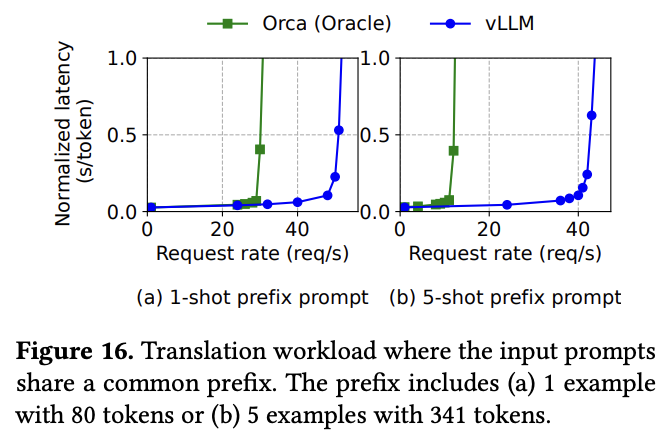 Orca (Oracle) vLLM
Normalized latency
(s/token)
1.0
0.5
0.0
0 20 40
Request rate (req/s)
(a) 1-shot prefix prompt
1.0
0.5
0.0
0 20 40
Request rate (req/s)
(b) 5-shot prefix prompt
Figure 16. Translation workload where the input prompts
share a common prefix. The prefix includes (a) 1 example
with 80 tokens or (b) 5 examples with 341 tokens.